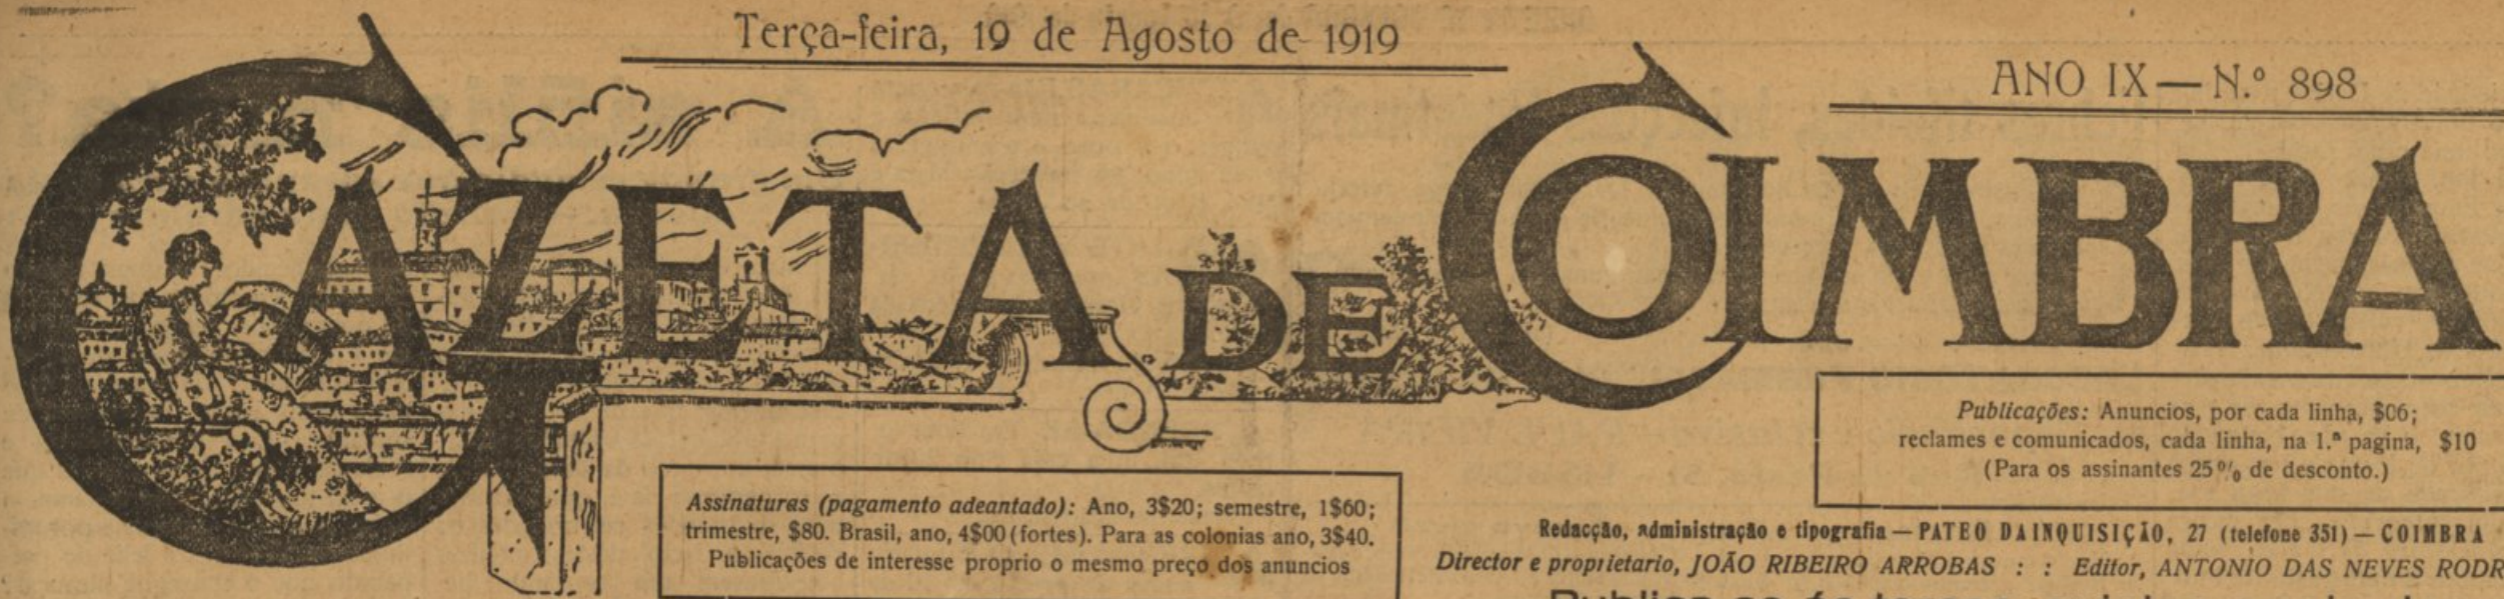 Terça-feira, 19 de Agosto de 1919
ANO IX — N.º 898
GAZETA DE COIMBRA
Publicações: Anuncios, por cada linha, $06;
reclames e comunicados, cada linha, na 1.ª pagina, $10
(Para os assinantes 25% de desconto.)
Assinaturas (pagamento adeantado): Ano, 3$20; semestre, 1$60;
trimestre, $80. Brasil, ano, 4$00 (fortes). Para as colonias ano, 3$40.
Publicações de interesse proprio o mesmo preço dos anuncios
Redacção, administração e tipografia — PATEO DA INQUISIÇÃO, 27 (telefone 351) — COIMBRA
Director e proprietario, JOÃO RIBEIRO ARROBAS : : Editor, ANTONIO DAS NEVES RODR